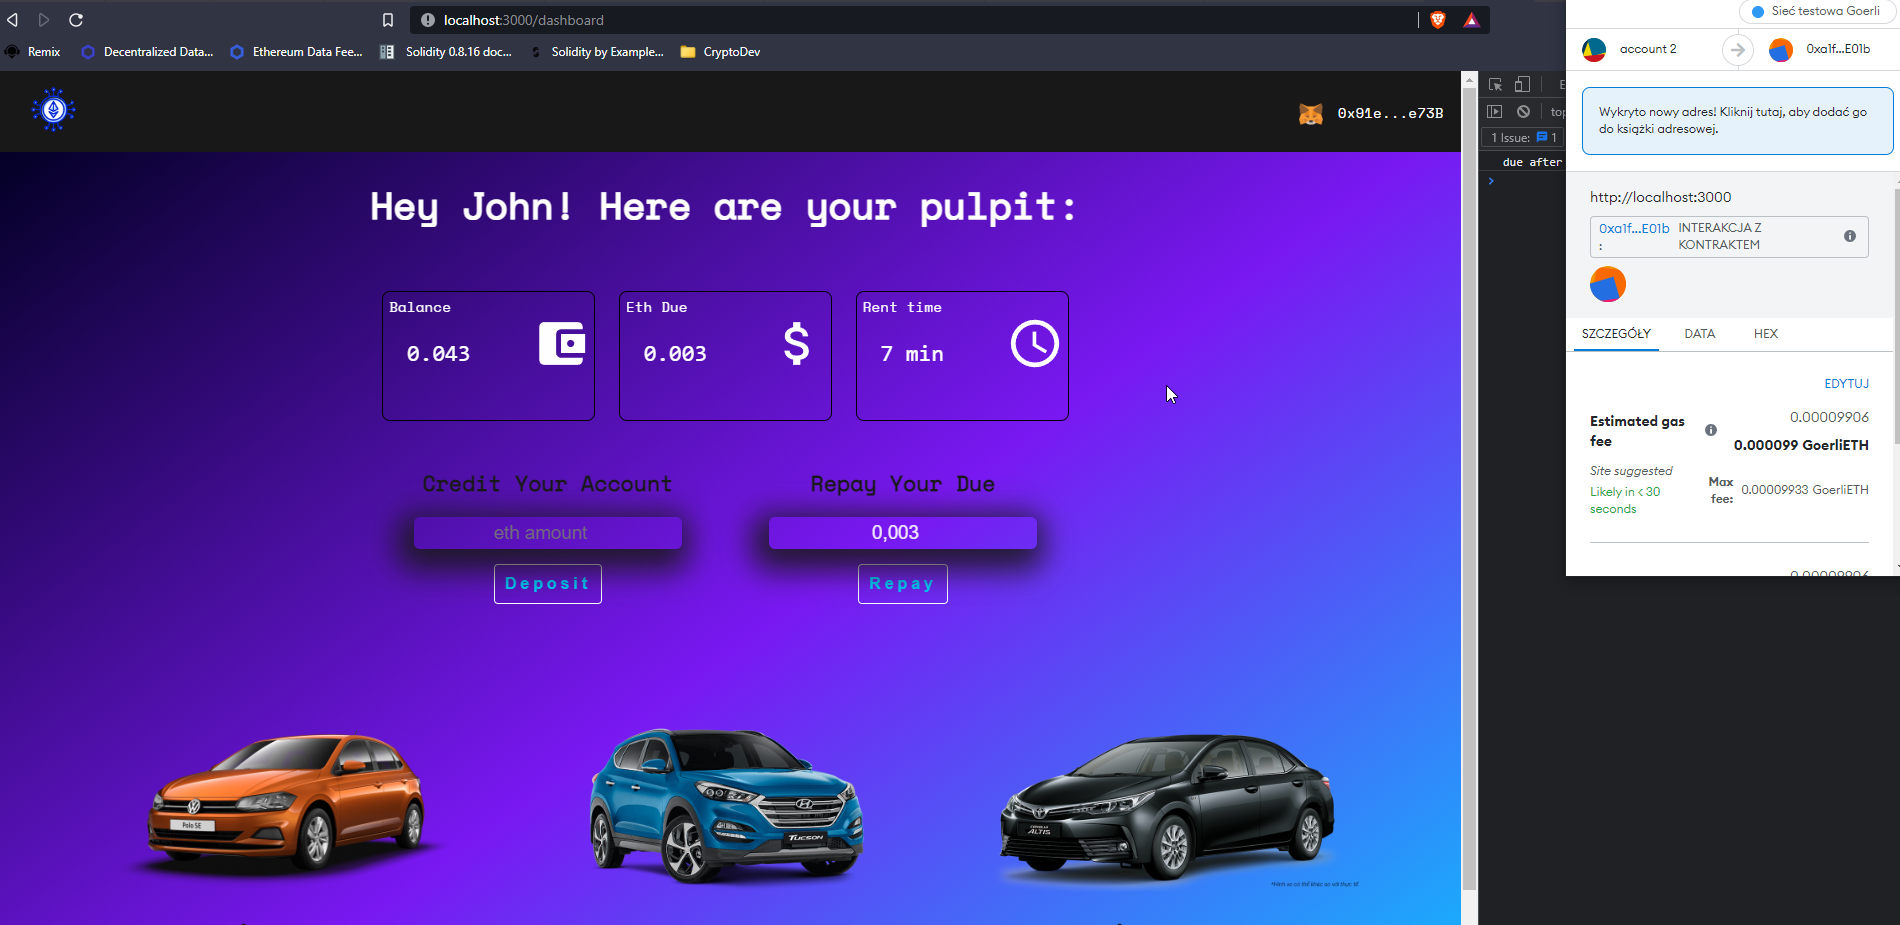 localhost:3000/dashboard
Remix
Decentralized Data...
Ethereum Data Fee...
Solidity 0.8.16 doc...
Solidity by Example...
CryptoDev
0x91e...e73B
Hey John! Here are your pulpit:
Balance
0.043
Eth Due
0.003
Rent time
7 min
Credit Your Account
eth amount
Deposit
Repay Your Due
0,003
Repay
Polo SE
TUCSON
ALTIS
1 Issue:
1
top
due after
Sieć testowa Goerli
account 2
0xa1f...E01b
Wykryto nowy adres! Kliknij tutaj, aby dodać go
do książki adresowej.
http://localhost:3000
0xa1f...E01b
:
INTERAKCJA Z
KONTRAKTEM
SZCZEGÓŁY
DATA
HEX
EDYTUJ
Estimated gas
fee
0.00009906
0.000099 GoerliETH
Site suggested
Likely in < 30
seconds
Max
fee:
0.00009933 GoerliETH
0.00009906